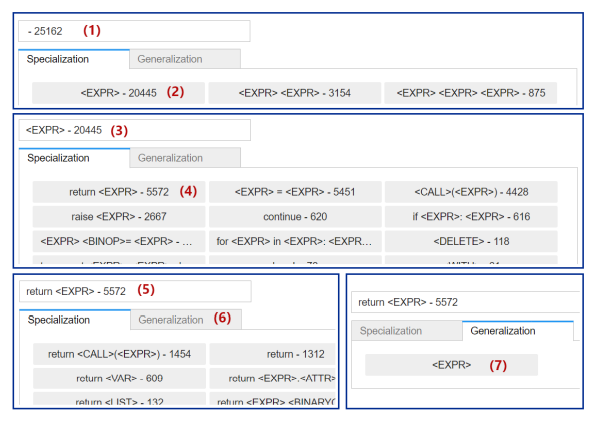 - 25162 (1)
Specialization Generalization
<EXPR> - 20445 (2) <EXPR> <EXPR> - 3154 <EXPR> <EXPR> <EXPR> - 875
<EXPR> - 20445 (3)
Specialization Generalization
return <EXPR> - 5572 (4) <EXPR> = <EXPR> - 5451 <CALL>(<EXPR>) - 4428
raise <EXPR> - 2667 continue - 620 if <EXPR>: <EXPR> - 616
<EXPR> <BINOP>= <EXPR> - ... for <EXPR> in <EXPR>: <EXPR... <DELETE> - 118
return <EXPR> - 5572 (5)
Specialization Generalization (6)
return <CALL>(<EXPR>) - 1454 return - 1312
return <VAR> - 609 return <EXPR>.<ATTR>
return <LIST> - 132 return <EXPR> <BINARY
return <EXPR> - 5572
Specialization Generalization
<EXPR> (7)